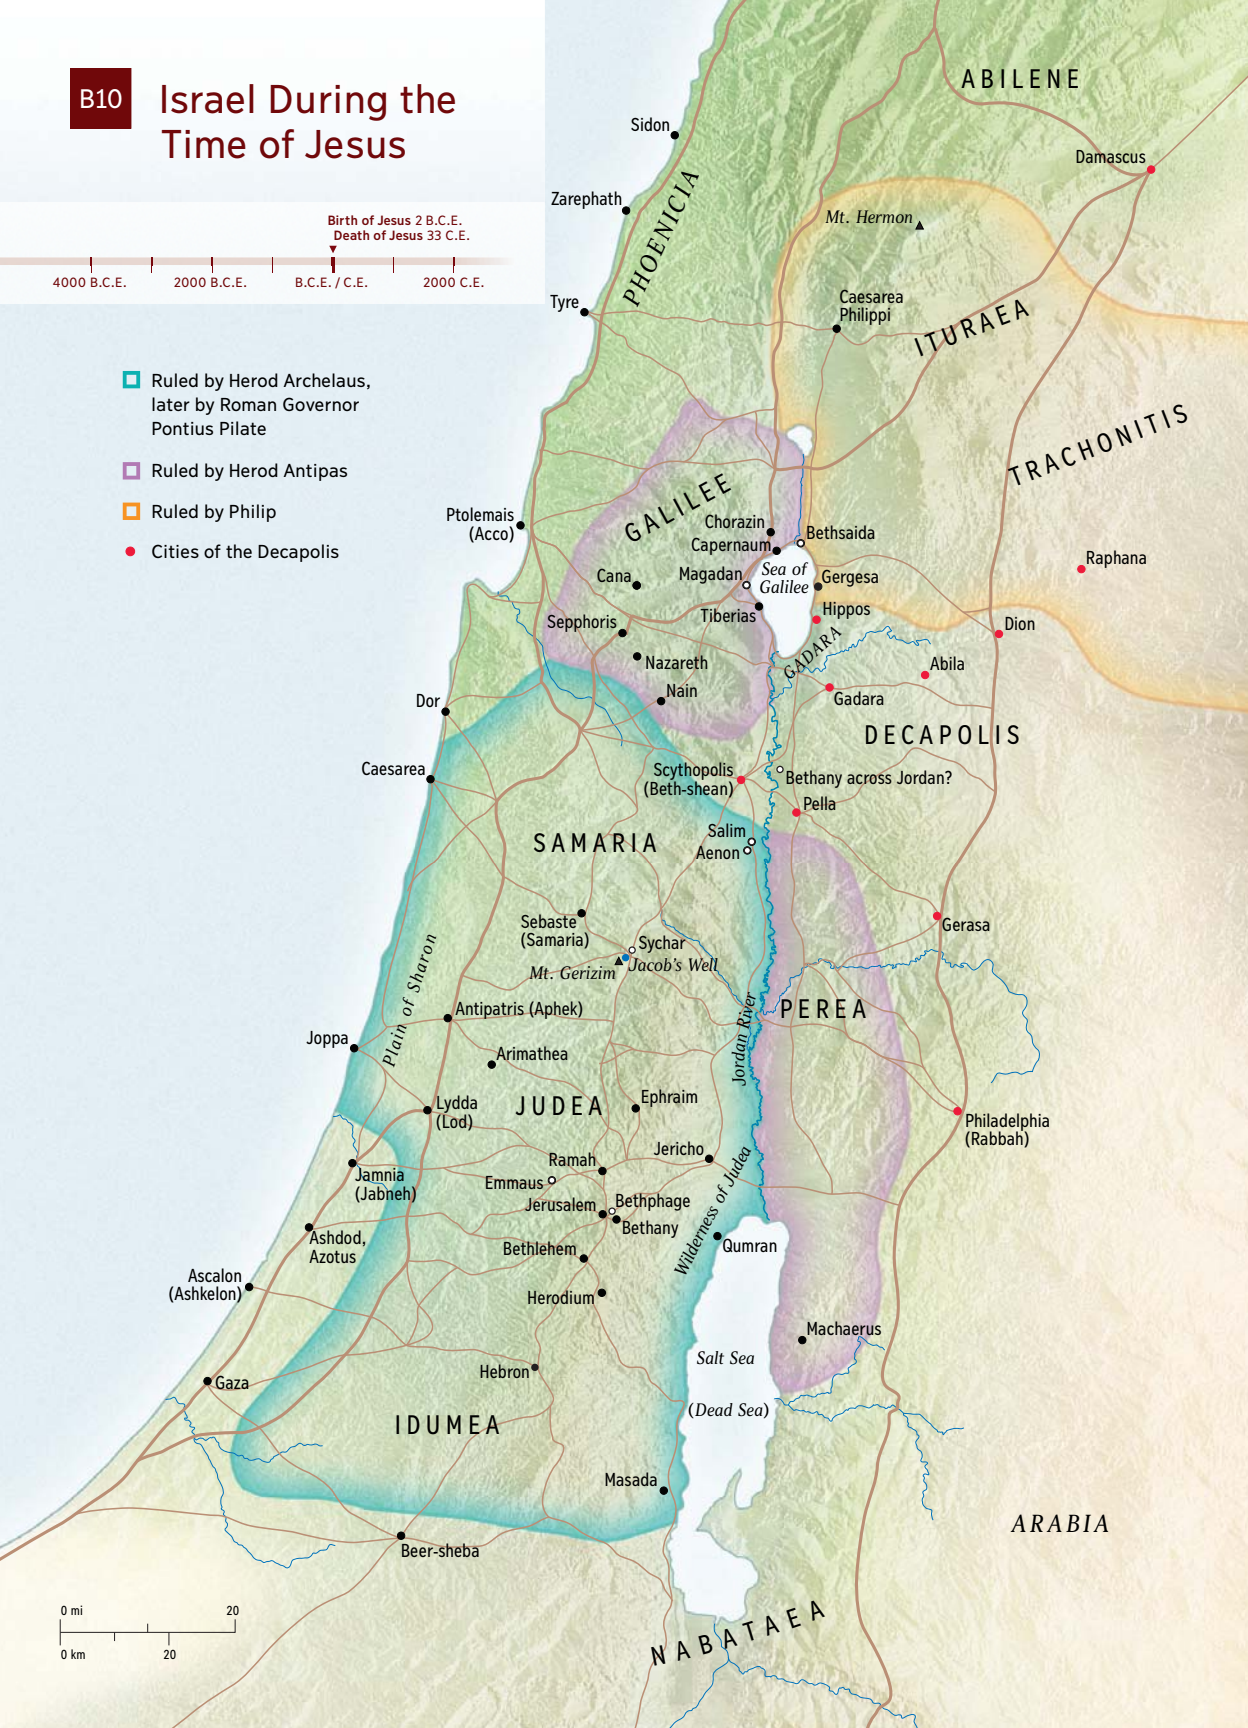 B10
Israel During the
Time of Jesus
Birth of Jesus 2 B.C.E.
Death of Jesus 33 C.E.
4000 B.C.E.
2000 B.C.E.
B.C.E. / C.E.
2000 C.E.
Ruled by Herod Archelaus,
later by Roman Governor
Pontius Pilate
Ruled by Herod Antipas
Ruled by Philip
Cities of the Decapolis
ABILENE
Sidon
Damascus
Zarephath
PHOENICIA
Mt. Hermon
Tyre
Caesarea
Philippi
ITURAEA
TRACHONITIS
GALILEE
Ptolemais
(Acco)
Chorazin
Capernaum
Bethsaida
Raphana
Cana
Magadan
Sea of
Galilee
Gergesa
Tiberias
Hippos
Sepphoris
Dion
GADARA
Nazareth
Abila
Nain
Gadara
Dor
DECAPOLIS
Caesarea
Scythopolis
(Beth-shean)
Bethany across Jordan?
Pella
SAMARIA
Salim
Aenon
Sebaste
(Samaria)
Gerasa
Sychar
Jacob's Well
Mt. Gerizim
Plain of Sharon
Antipatris (Aphek)
PEREA
Jordan River
Joppa
Arimathea
Lydda
(Lod)
JUDEA
Ephraim
Philadelphia
(Rabbah)
Jericho
Ramah
Jamnia
(Jabneh)
Emmaus
Wilderness of Judea
Jerusalem
Bethphage
Bethany
Ashdod,
Azotus
Bethlehem
Qumran
Ascalon
(Ashkelon)
Herodium
Machaerus
Salt Sea
(Dead Sea)
Hebron
Gaza
IDUMEA
Masada
ARABIA
Beer-sheba
NABATAEA
0 mi
20
0 km
20